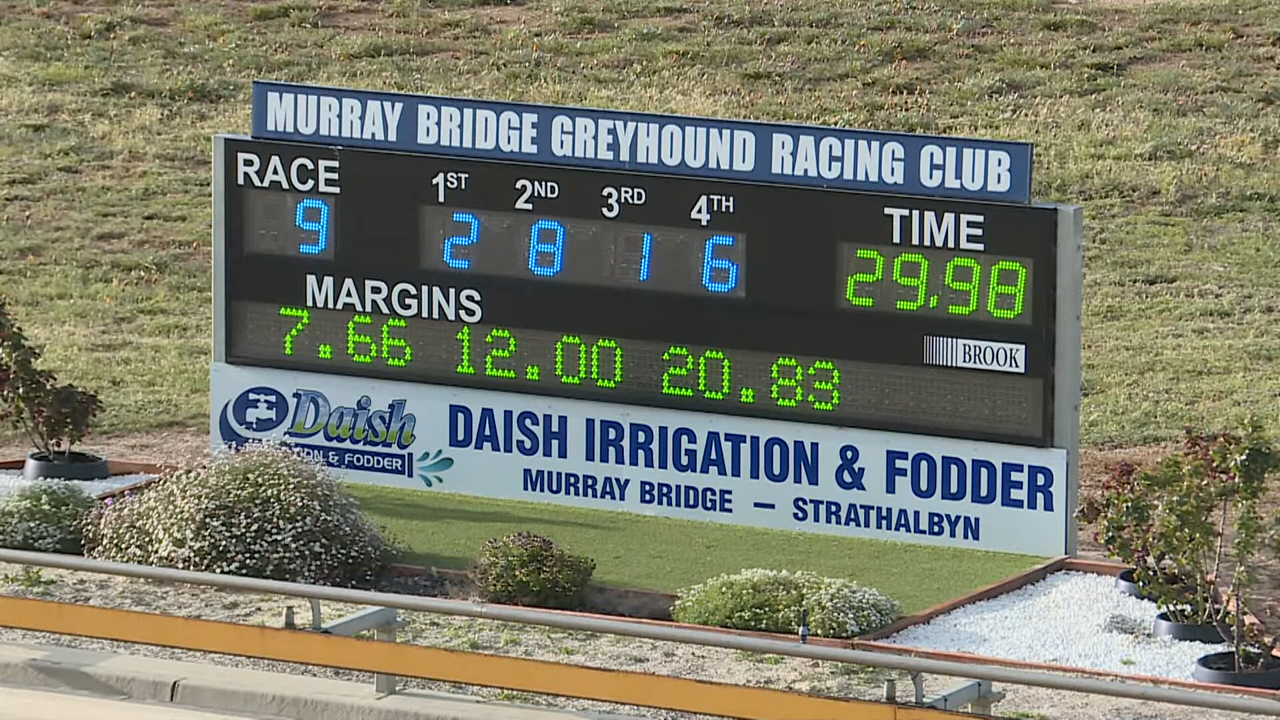 MURRAY BRIDGE GREYHOUND RACING CLUB
RACE 1ST 2ND 3RD 4TH TIME
9 2 8 1 6 29.98
MARGINS
7.66 12.00 20.83
BROOK
Daish
& FODDER
DAISH IRRIGATION & FODDER
MURRAY BRIDGE – STRATHALBYN